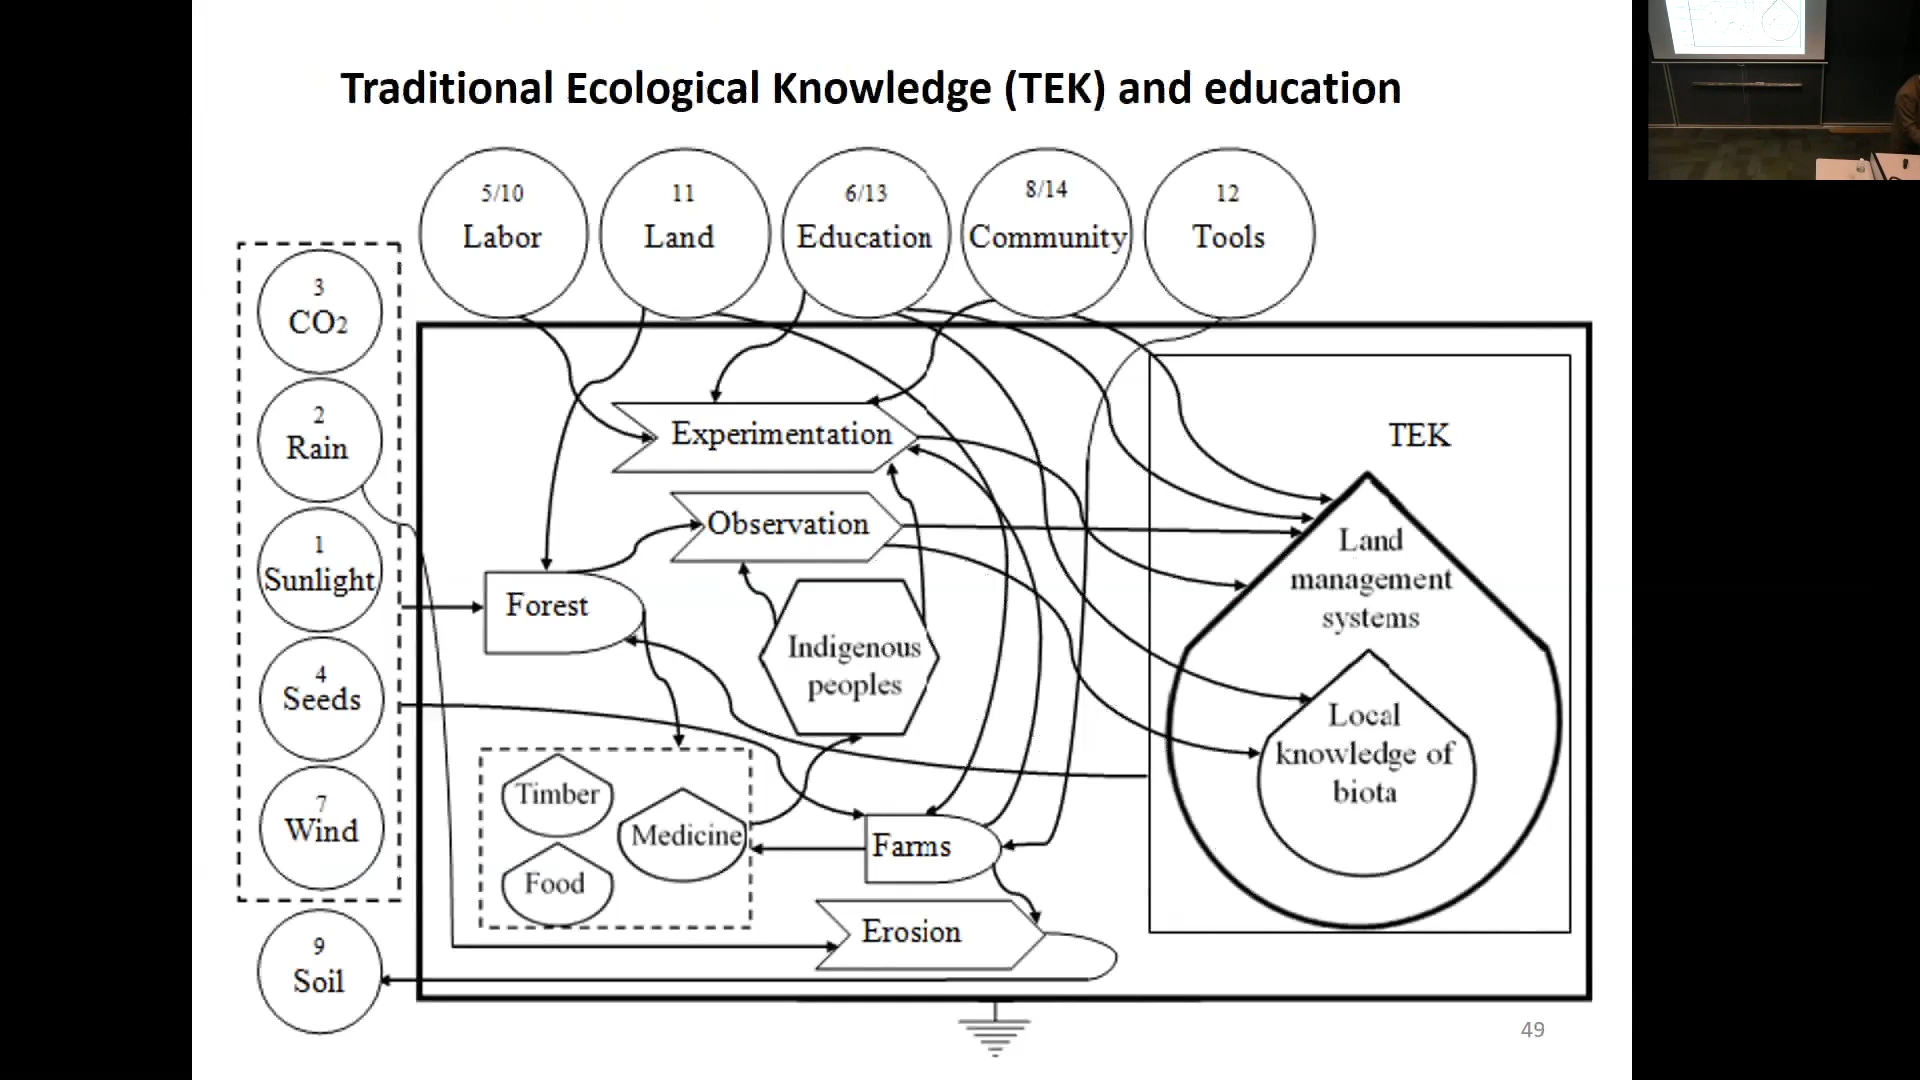 Traditional Ecological Knowledge (TEK) and education
5/10
Labor
11
Land
6/13
Education
8/14
Community
12
Tools
3
CO2
2
Rain
1
Sunlight
4
Seeds
7
Wind
9
Soil
Experimentation
Observation
Forest
Indigenous
peoples
Timber
Medicine
Food
Farms
Erosion
TEK
Land
management
systems
Local
knowledge of
biota
49